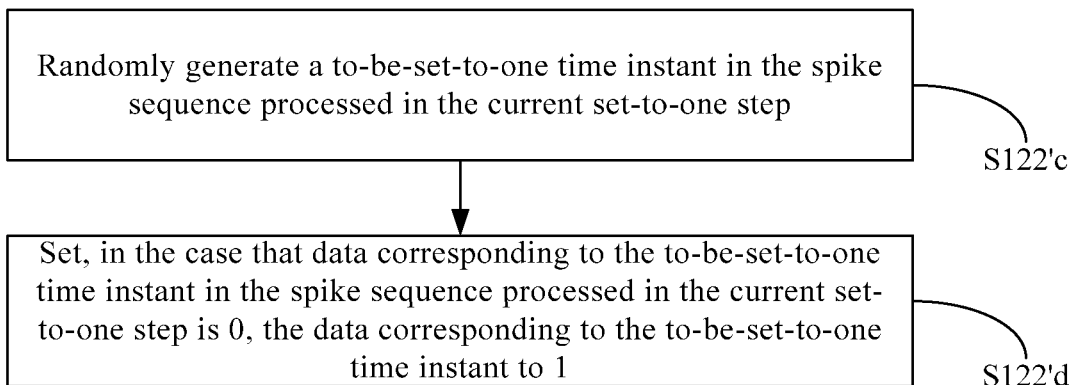 Randomly generate a to-be-set-to-one time instant in the spike
sequence processed in the current set-to-one step
S122'c
Set, in the case that data corresponding to the to-be-set-to-one
time instant in the spike sequence processed in the current set-
to-one step is 0, the data corresponding to the to-be-set-to-one
time instant to 1
S122'd